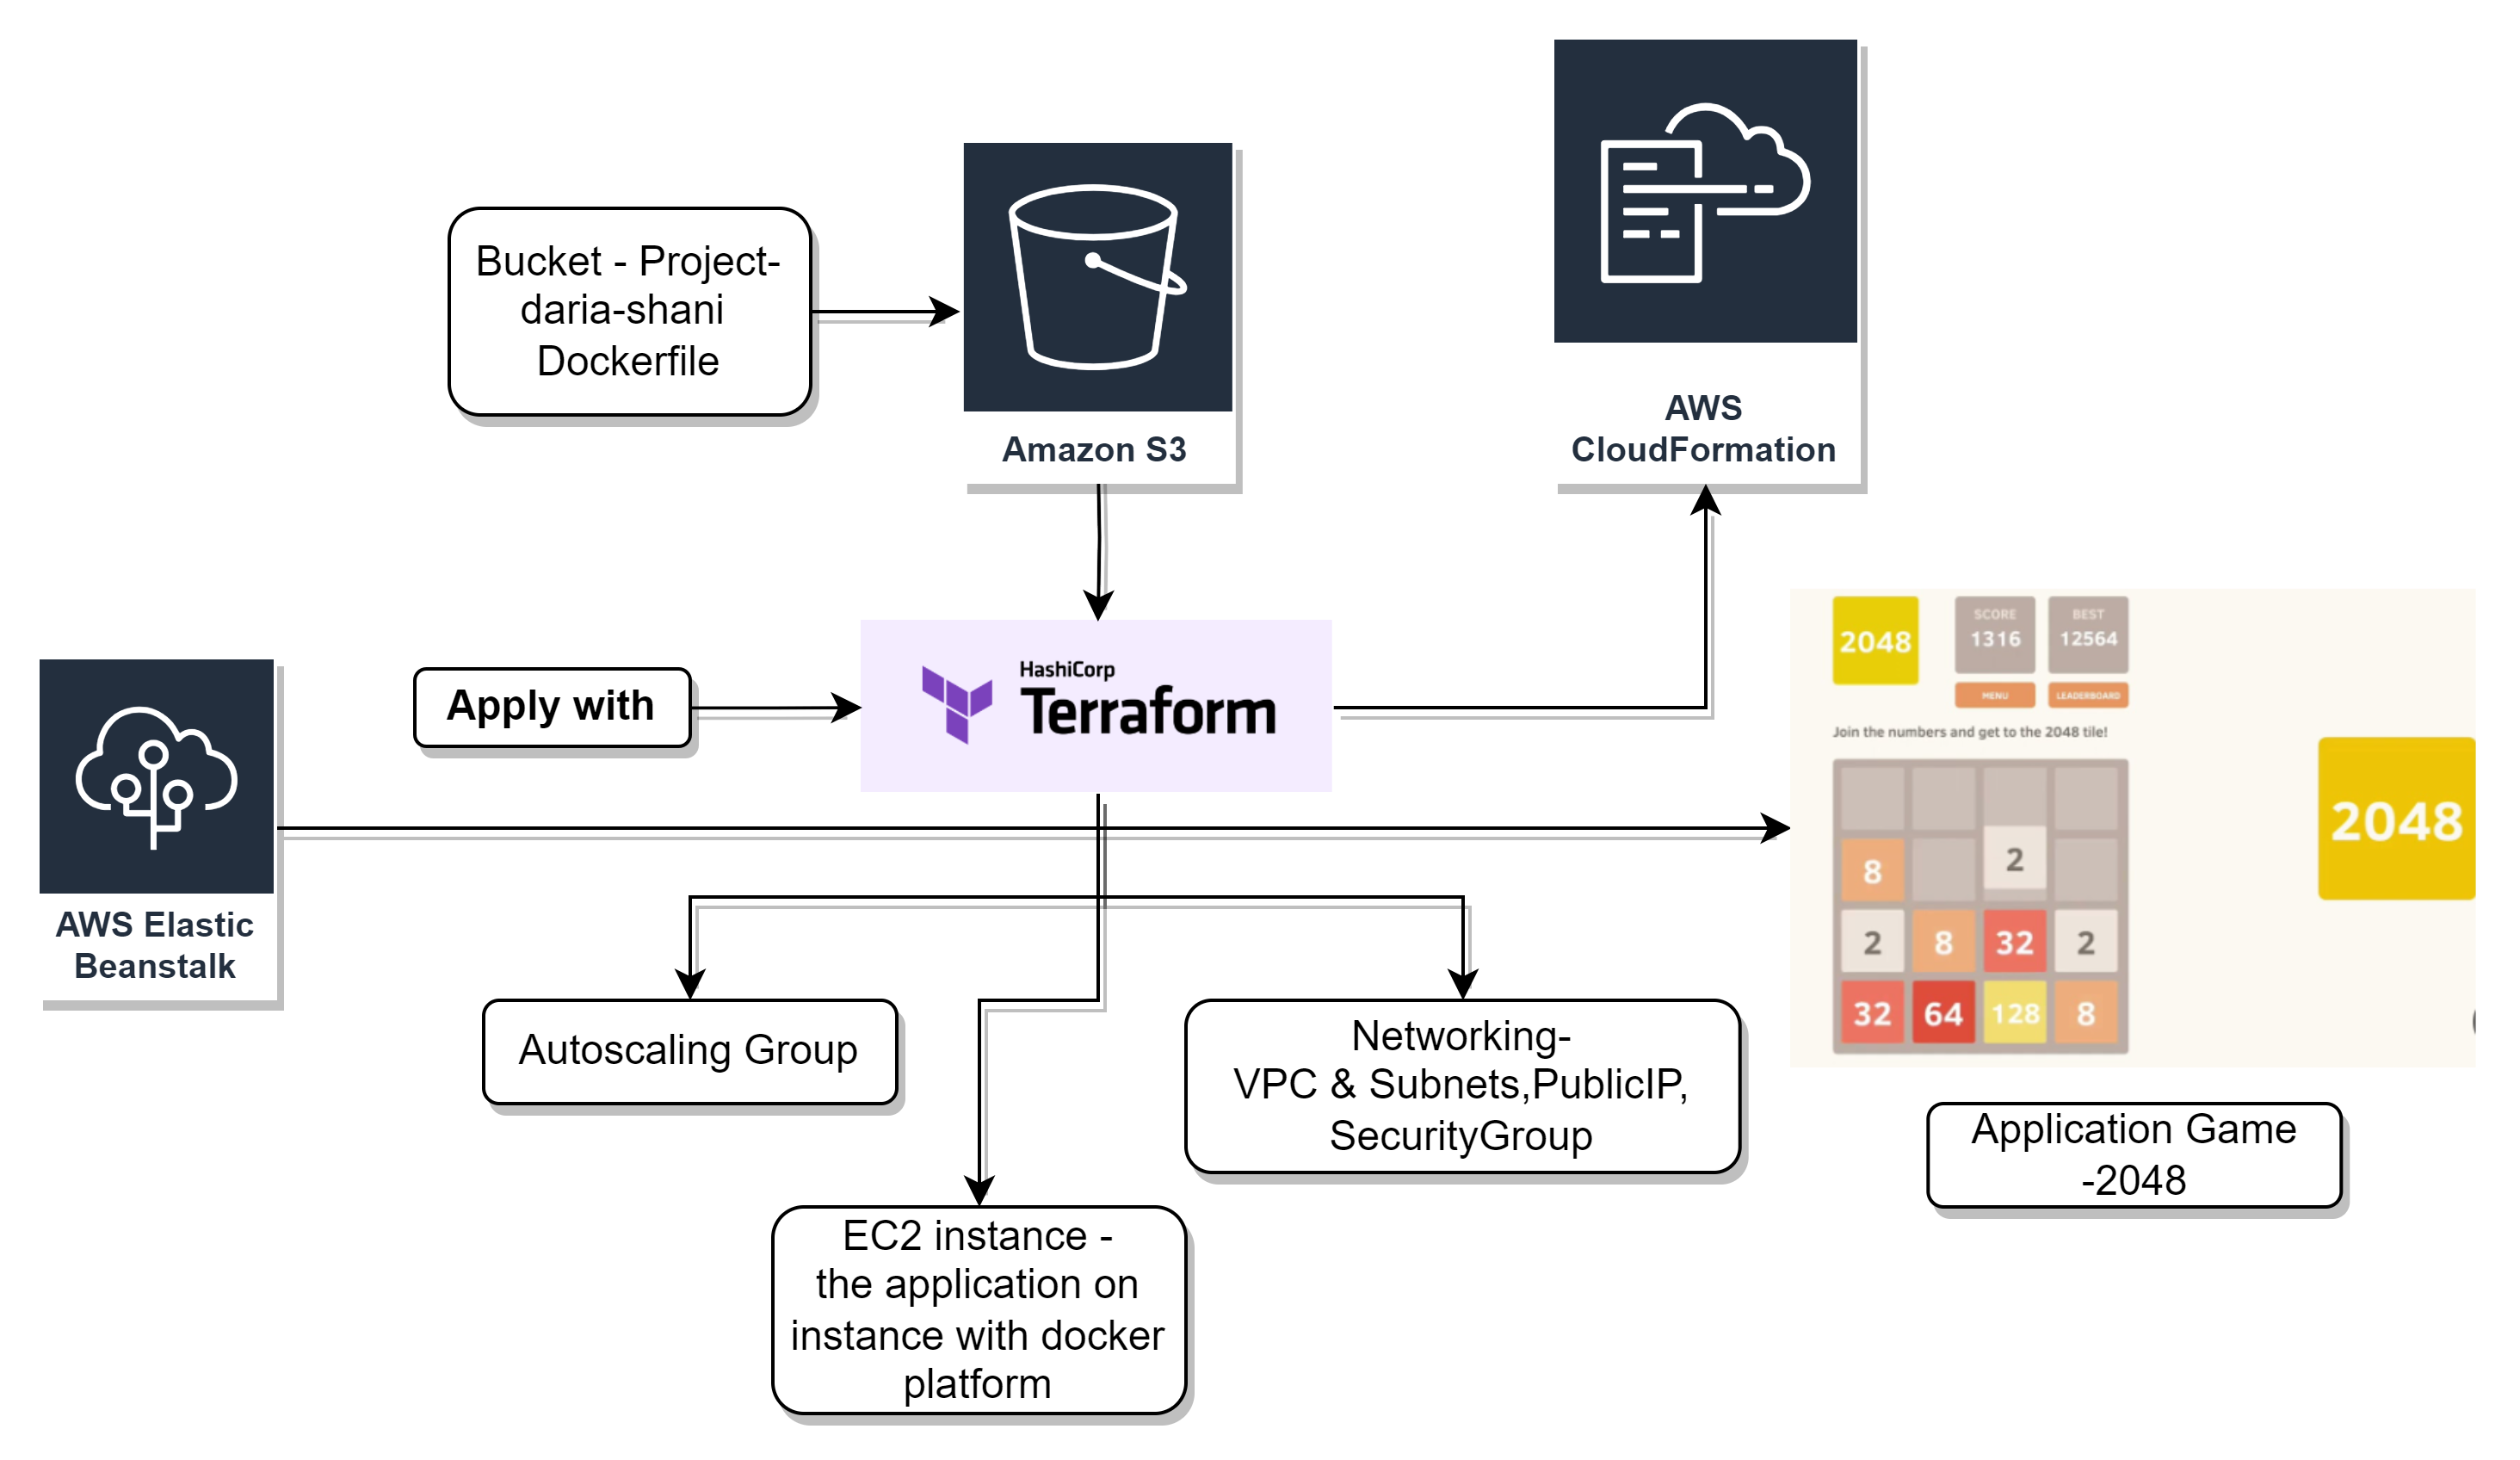 Bucket - Project-
daria-shani
Dockerfile
Amazon S3
AWS
CloudFormation
Apply with
HashiCorp
Terraform
AWS Elastic
Beanstalk
2048
SCORE
1316
BEST
12564
MENU
LEADERBOARD
Join the numbers and get to the 2048 tile!
8
2
2
8
32
2
32
64
128
8
2048
Autoscaling Group
Networking-
VPC & Subnets,PublicIP,
SecurityGroup
EC2 instance -
the application on
instance with docker
platform
Application Game
-2048